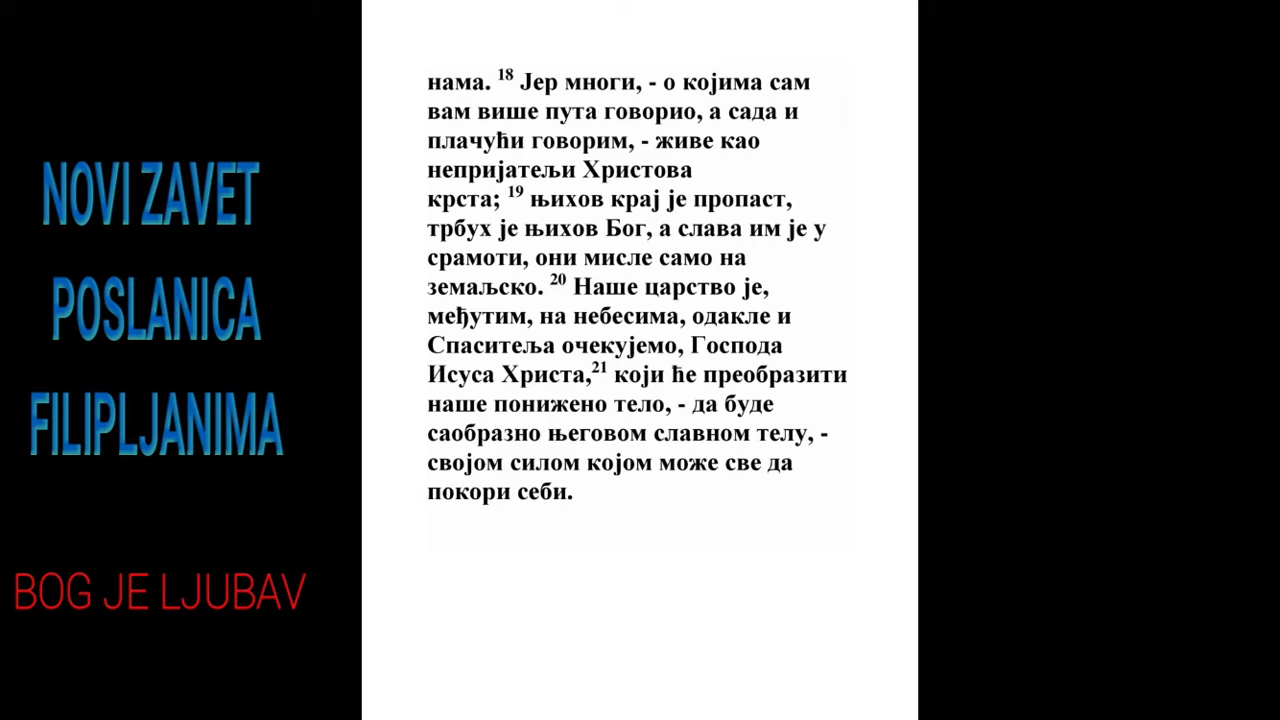 NOVI ZAVET
POSLANICA
FILIPLJANIMA
BOG JE LJUBAV
нама. 18 Јер многи, - о којима сам
вам више пута говорио, а сада и
плачући говорим, - живе као
непријатељи Христова
крста; 19 њихов крај је пропаст,
трбух је њихов Бог, а слава им је у
срамоти, они мисле само на
земаљско. 20 Наше царство је,
међутим, на небесима, одакле и
Спаситеља очекујемо, Господа
Исуса Христа,21 који ће преобразити
наше понижено тело, - да буде
саобразно његовом славном телу, -
својом силом којом може све да
покори себи.